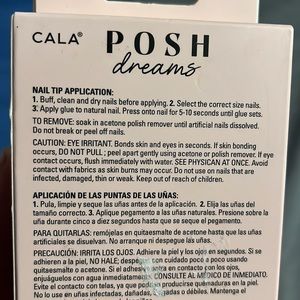 CALA® POSH
dreams
NAIL TIP APPLICATION:
1. Buff, clean and dry nails before applying. 2. Select the correct size nails.
3. Apply glue to natural nail. Press onto nail for 5-10 seconds until glue sets.
TO REMOVE: soak in acetone polish remover until artificial nails dissolved.
Do not break or peel off nails.
CAUTION: EYE IRRITANT. Bonds skin and eyes in seconds. If skin bonding
occurs, DO NOT PULL; peel apart gently using acetone or polish remover. If eye
contact occurs, flush immediately with water. SEE PHYSICAN AT ONCE. Avoid
contact with fabrics as skin burns may occur. Do not use on nails that are
infected, damaged, thin or weak. Keep out of reach of children.
APLICACIÓN DE LAS PUNTAS DE LAS UÑAS:
1. Pula, limpie y seque las uñas antes de la aplicación. 2. Elija las uñas del
tamaño correcto. 3. Aplique pegamento a las uñas naturales. Presione sobre la
uña durante cinco a diez segundos hasta que se seque el pegamento.
PARA QUITARLAS: remójelas en quitaesmalte de acetona hasta que las uñas
artificiales se disuelvan. No arranque ni despegue las uñas.
PRECAUCIÓN: IRRITA LOS OJOS. Adhiere la piel y los ojos en segundos. Si se
adhieren a la piel, NO HALE; despegue con cuidado poco a poco usando
quitaesmalte o acetona. Si el adhesivo entra en contacto con los ojos,
enjuáguelos con agua inmediatamente. CONSULTE AL MÉDICO DE INMEDIATO.
Evite el contacto con telas, ya que puede producirse quemaduras en la piel.
No lo use en uñas infectadas, dañadas, delgadas o débiles. Mantenga lo